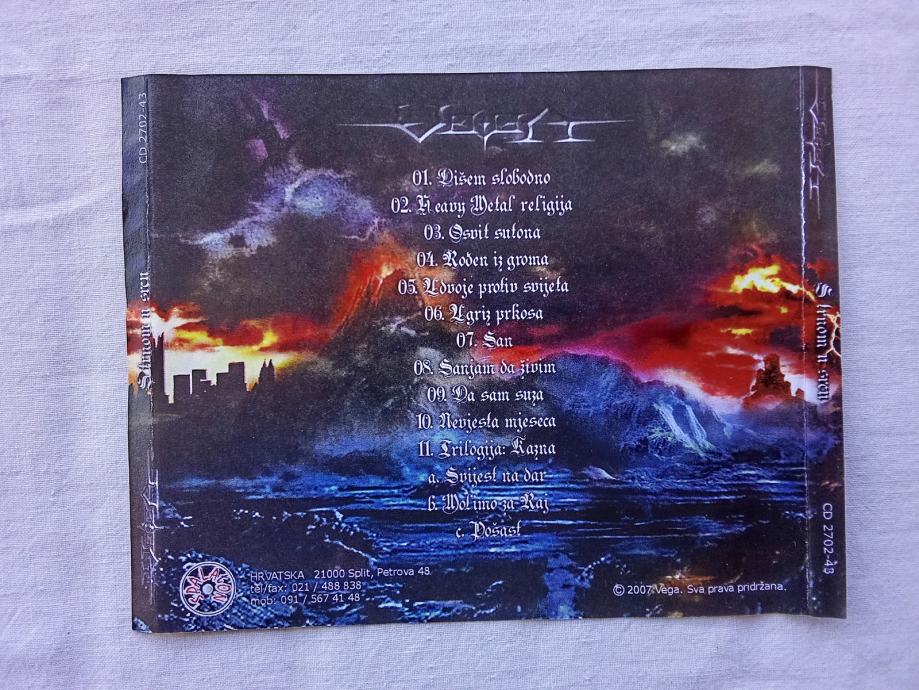 CD 2702-43
S trnom u srcu
VEGA
01. Dišem slobodno
02. Heavy Metal religija
03. Osvit sutona
04. Rođen iz groma
05. Udvoje protiv svijeta
06. Ugriz prkosa
07. San
08. Sanjam da živim
09. Da sam suza
10. Nevjesta mjeseca
11. Trilogija: Kazna
a. Svijest na dar
b. Molimo za Raj
c. Pošast
HRVATSKA 21000 Split, Petrova 48
tel/fax: 021 / 488 838
mob: 091 / 567 41 48
© 2007 Vega. Sva prava pridržana.
S trnom u srcu
CD 2702-43